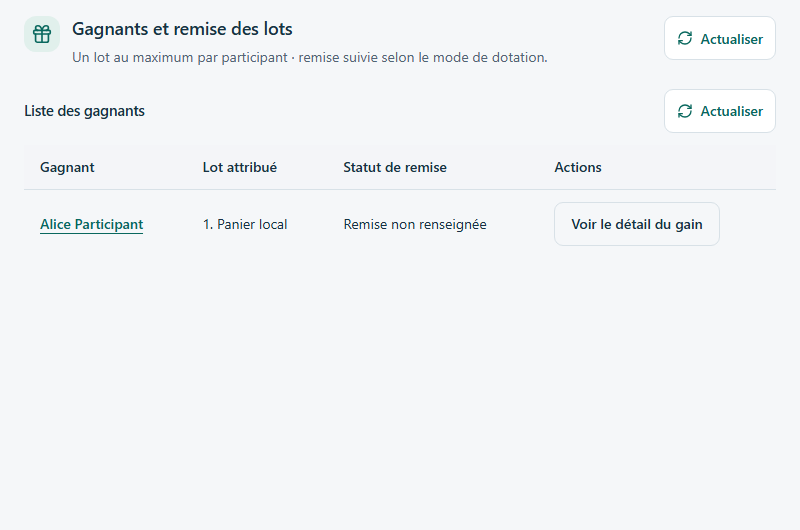 Gagnants et remise des lots
Actualiser
Un lot au maximum par participant · remise suivie selon le mode de dotation.
Liste des gagnants
Actualiser
Gagnant Lot attribué Statut de remise Actions
Alice Participant 1. Panier local Remise non renseignée Voir le détail du gain